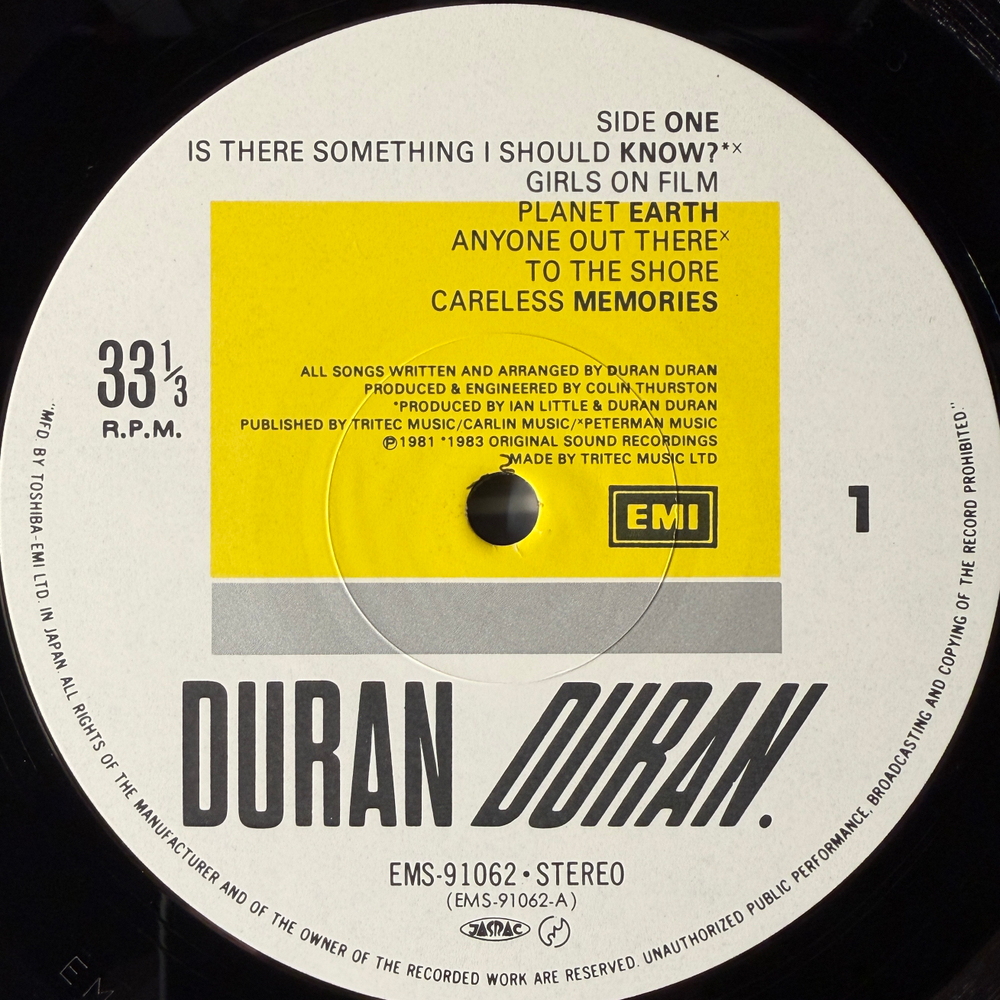 SIDE ONE
IS THERE SOMETHING I SHOULD KNOW?*×
GIRLS ON FILM
PLANET EARTH
ANYONE OUT THERE×
TO THE SHORE
CARELESS MEMORIES
33 1/3
R.P.M.
ALL SONGS WRITTEN AND ARRANGED BY DURAN DURAN
PRODUCED & ENGINEERED BY COLIN THURSTON
*PRODUCED BY IAN LITTLE & DURAN DURAN
PUBLISHED BY TRITEC MUSIC/CARLIN MUSIC/×PETERMAN MUSIC
Ⓟ1981 *1983 ORIGINAL SOUND RECORDINGS
MADE BY TRITEC MUSIC LTD
EMI
1
DURAN DURAN.
EMS-91062 • STEREO
(EMS-91062-A)
JASRAC
"MFD. BY TOSHIBA-EMI LTD. IN JAPAN ALL RIGHTS OF THE MANUFACTURER AND OF THE OWNER OF THE RECORDED WORK ARE RESERVED. UNAUTHORIZED PUBLIC PERFORMANCE, BROADCASTING AND COPYING OF THE RECORD PROHIBITED."